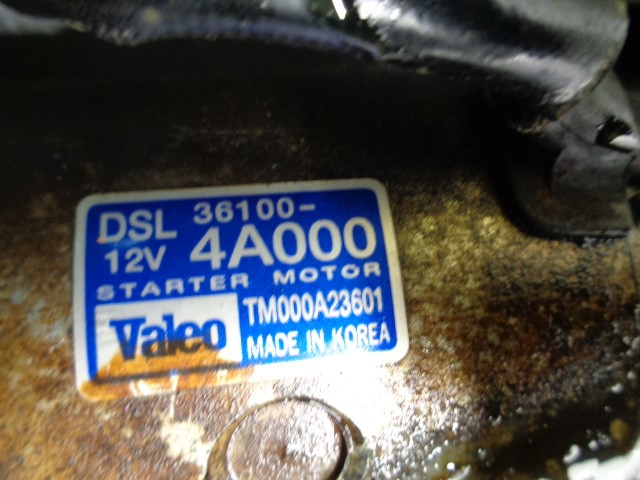 DSL 36100-
12V 4A000
STARTER MOTOR
Valeo TM000A23601
MADE IN KOREA